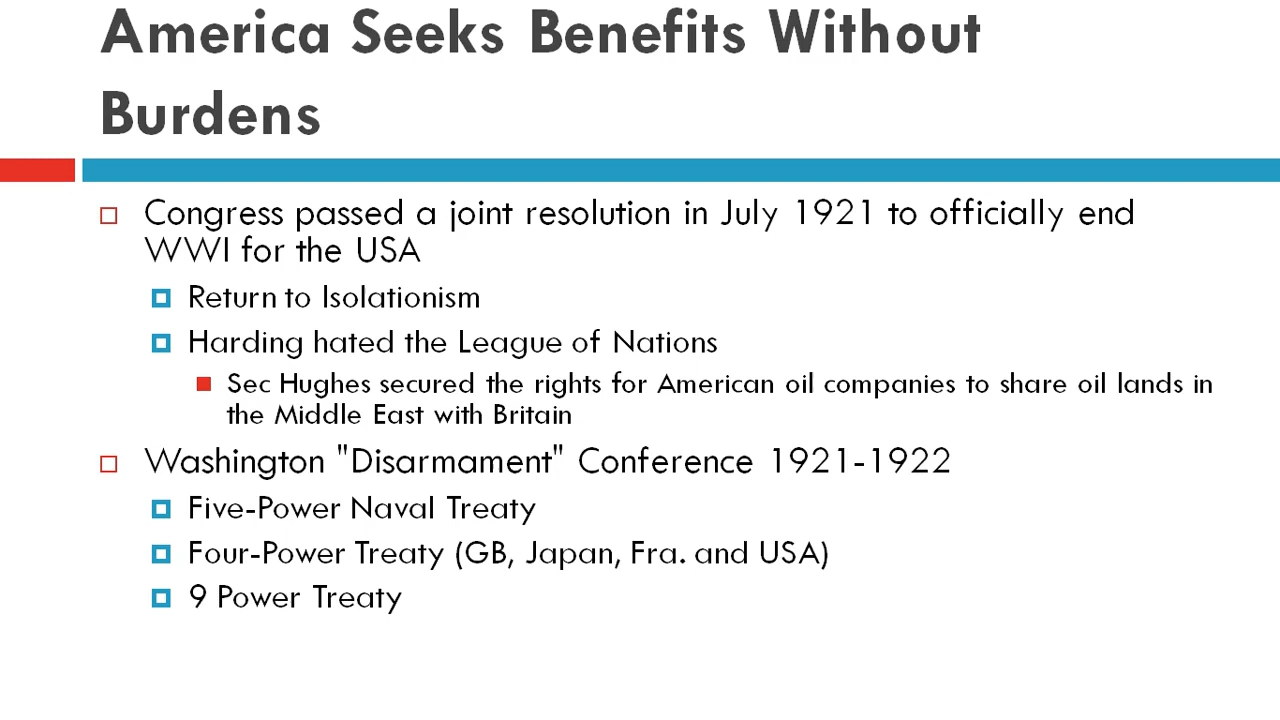 America Seeks Benefits Without
Burdens
Congress passed a joint resolution in July 1921 to officially end
WWI for the USA
Return to Isolationism
Harding hated the League of Nations
Sec Hughes secured the rights for American oil companies to share oil lands in
the Middle East with Britain
Washington "Disarmament" Conference 1921-1922
Five-Power Naval Treaty
Four-Power Treaty (GB, Japan, Fra. and USA)
9 Power Treaty